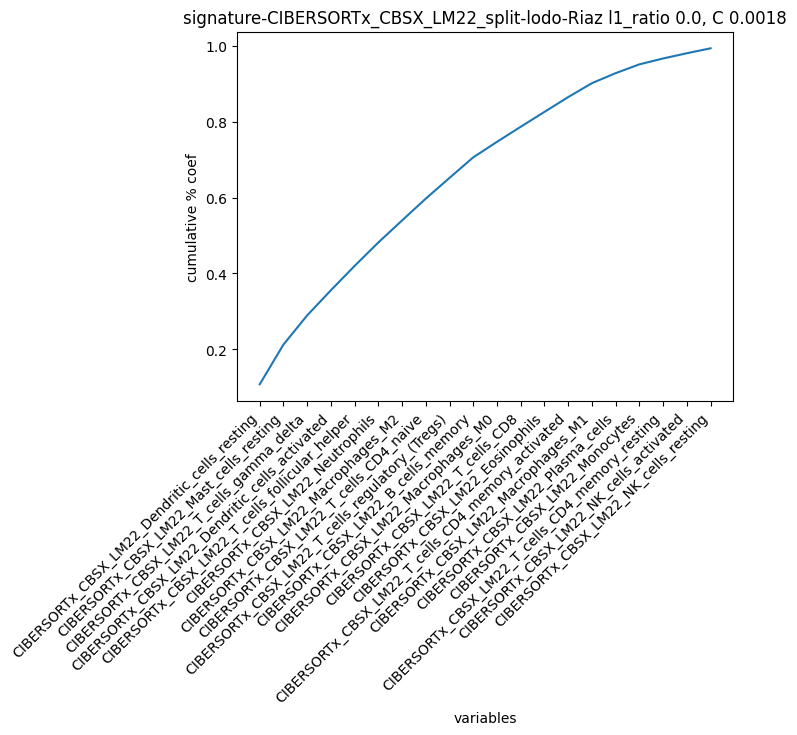 signature-CIBERSORTx_CBSX_LM22_split-lodo-Riaz l1_ratio 0.0, C 0.0018
1.0
0.8
0.6
0.4
0.2
cumulative % coef
CIBERSORTx_CBSX_LM22_Dendritic_cells_resting
CIBERSORTx_CBSX_LM22_Mast_cells_resting
CIBERSORTx_CBSX_LM22_T_cells_gamma_delta
CIBERSORTx_CBSX_LM22_Dendritic_cells_activated
CIBERSORTx_CBSX_LM22_T_cells_follicular_helper
CIBERSORTx_CBSX_LM22_Neutrophils
CIBERSORTx_CBSX_LM22_Macrophages_M2
CIBERSORTx_CBSX_LM22_T_cells_CD4_naive
CIBERSORTx_CBSX_LM22_T_cells_regulatory_(Tregs)
CIBERSORTx_CBSX_LM22_B_cells_memory
CIBERSORTx_CBSX_LM22_Macrophages_M0
CIBERSORTx_CBSX_LM22_T_cells_CD8
CIBERSORTx_CBSX_LM22_Eosinophils
CIBERSORTx_CBSX_LM22_T_cells_CD4_memory_activated
CIBERSORTx_CBSX_LM22_Macrophages_M1
CIBERSORTx_CBSX_LM22_Plasma_cells
CIBERSORTx_CBSX_LM22_Monocytes
CIBERSORTx_CBSX_LM22_T_cells_CD4_memory_resting
CIBERSORTx_CBSX_LM22_NK_cells_activated
CIBERSORTx_CBSX_LM22_NK_cells_resting
variables